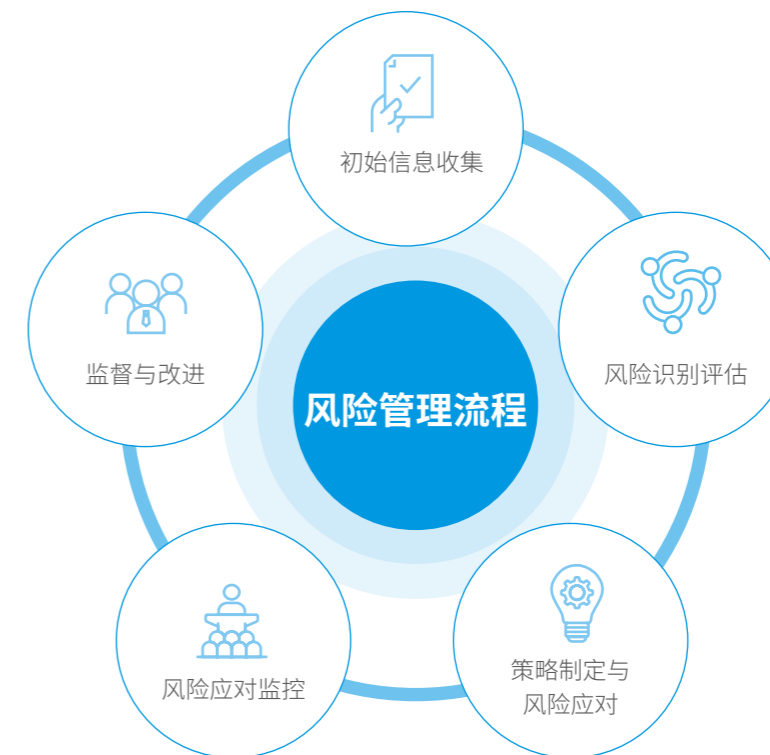 初始信息收集
风险识别评估
策略制定与
风险应对
风险应对监控
监督与改进
风险管理流程